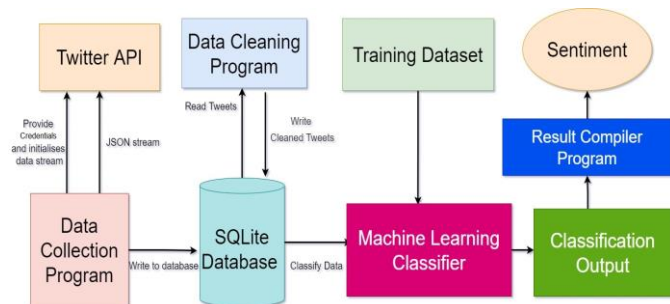 Twitter API
Data Cleaning
Program
Training Dataset
Sentiment
Provide
Credentials
and initialises
data stream
JSON stream
Read Tweets
Write
Cleaned Tweets
Result Compiler
Program
Data
Collection
Program
Write to database
SQLite
Database
Classify Data
Machine Learning
Classifier
Classification
Output